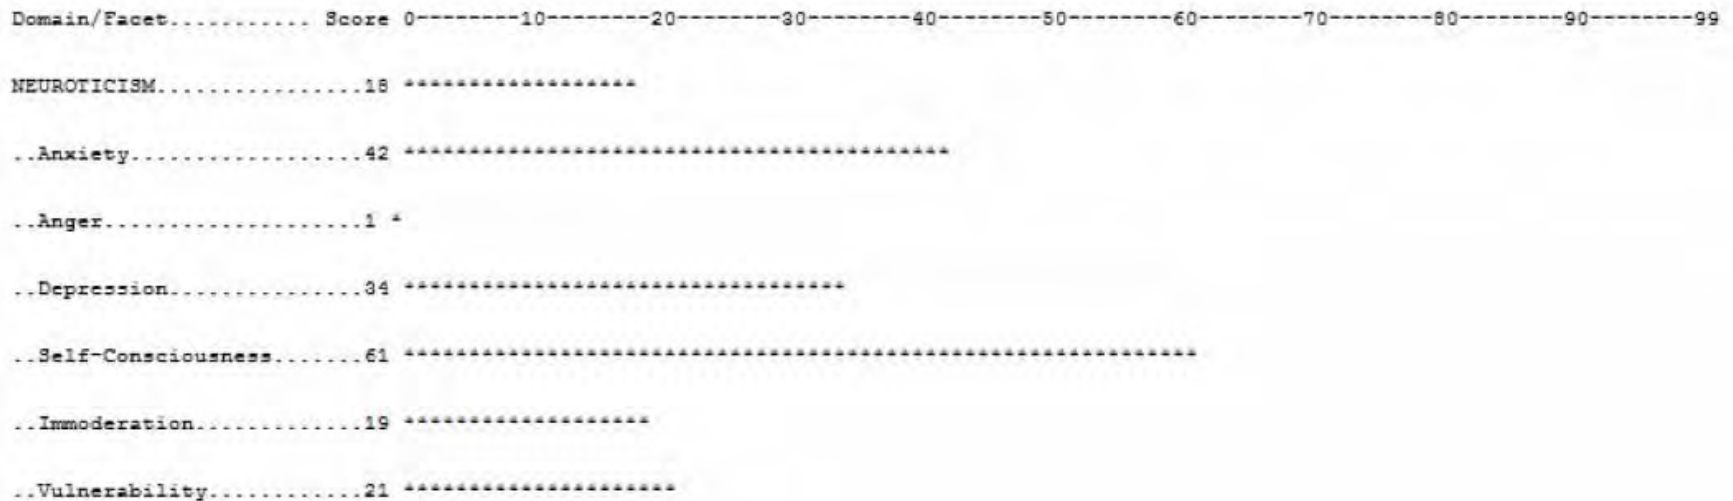 Domain/Facet........... Score 0--------10--------20--------30--------40--------50--------60--------70--------80--------90--------99
NEUROTICISM...............18 ******************
..Anxiety..................42 ******************************************
..Anger....................1 *
..Depression...............34 **********************************
..Self-Consciousness.......61 *************************************************************
..Immoderation.............19 *******************
..Vulnerability............21 *********************